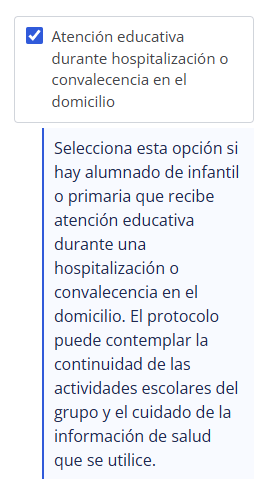 Atención educativa
durante hospitalización o
convalecencia en el
domicilio
Selecciona esta opción si
hay alumnado de infantil
o primaria que recibe
atención educativa
durante una
hospitalización o
convalecencia en el
domicilio. El protocolo
puede contemplar la
continuidad de las
actividades escolares del
grupo y el cuidado de la
información de salud
que se utilice.